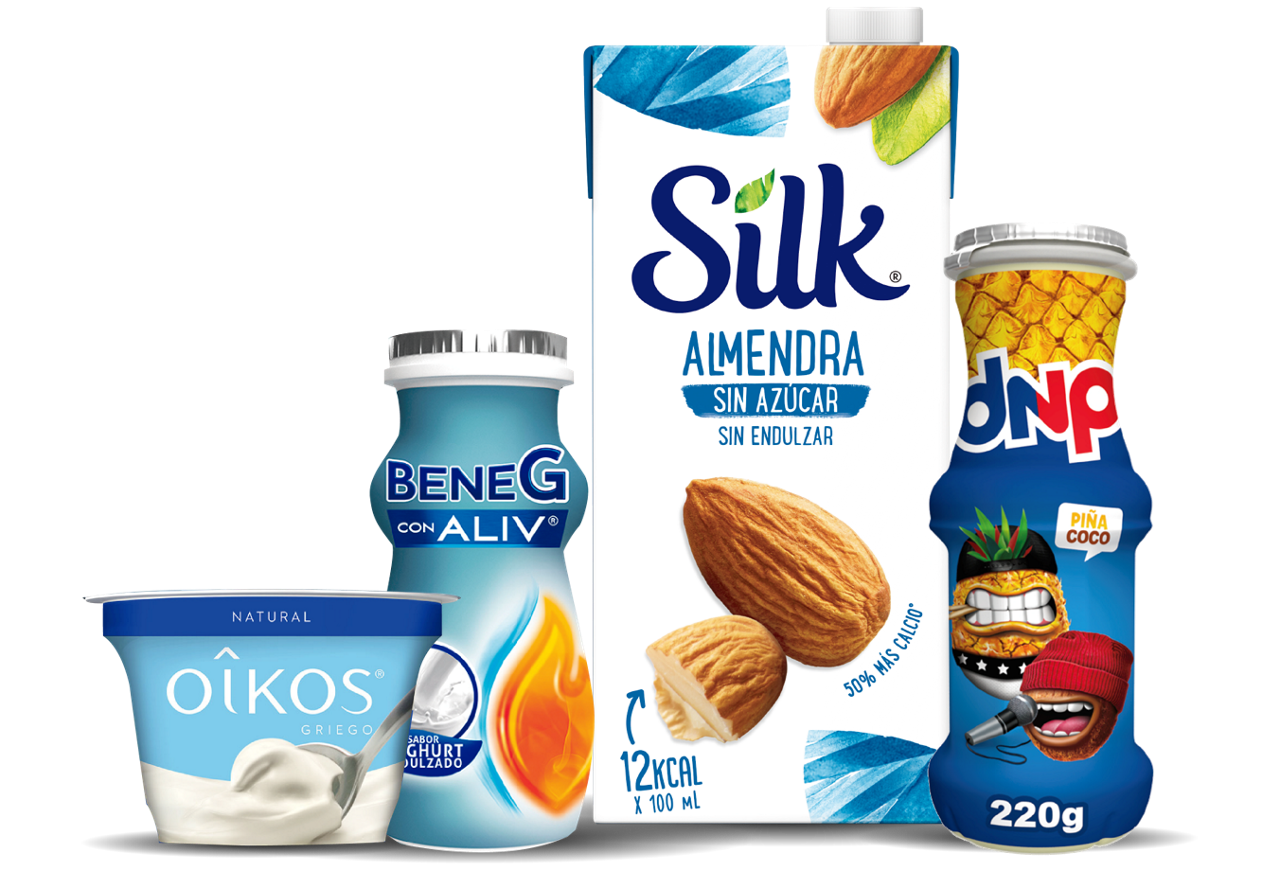 NATURAL
OÎKOS®
GRIEGO
BENEG
CON ALIV®
SABOR
GHURT
DULZADO
Silk®
ALMENDRA
SIN AZÚCAR
SIN ENDULZAR
50% MÁS CALCIO*
12KCAL
X 100 mL
dNP
PIÑA
COCO
220g